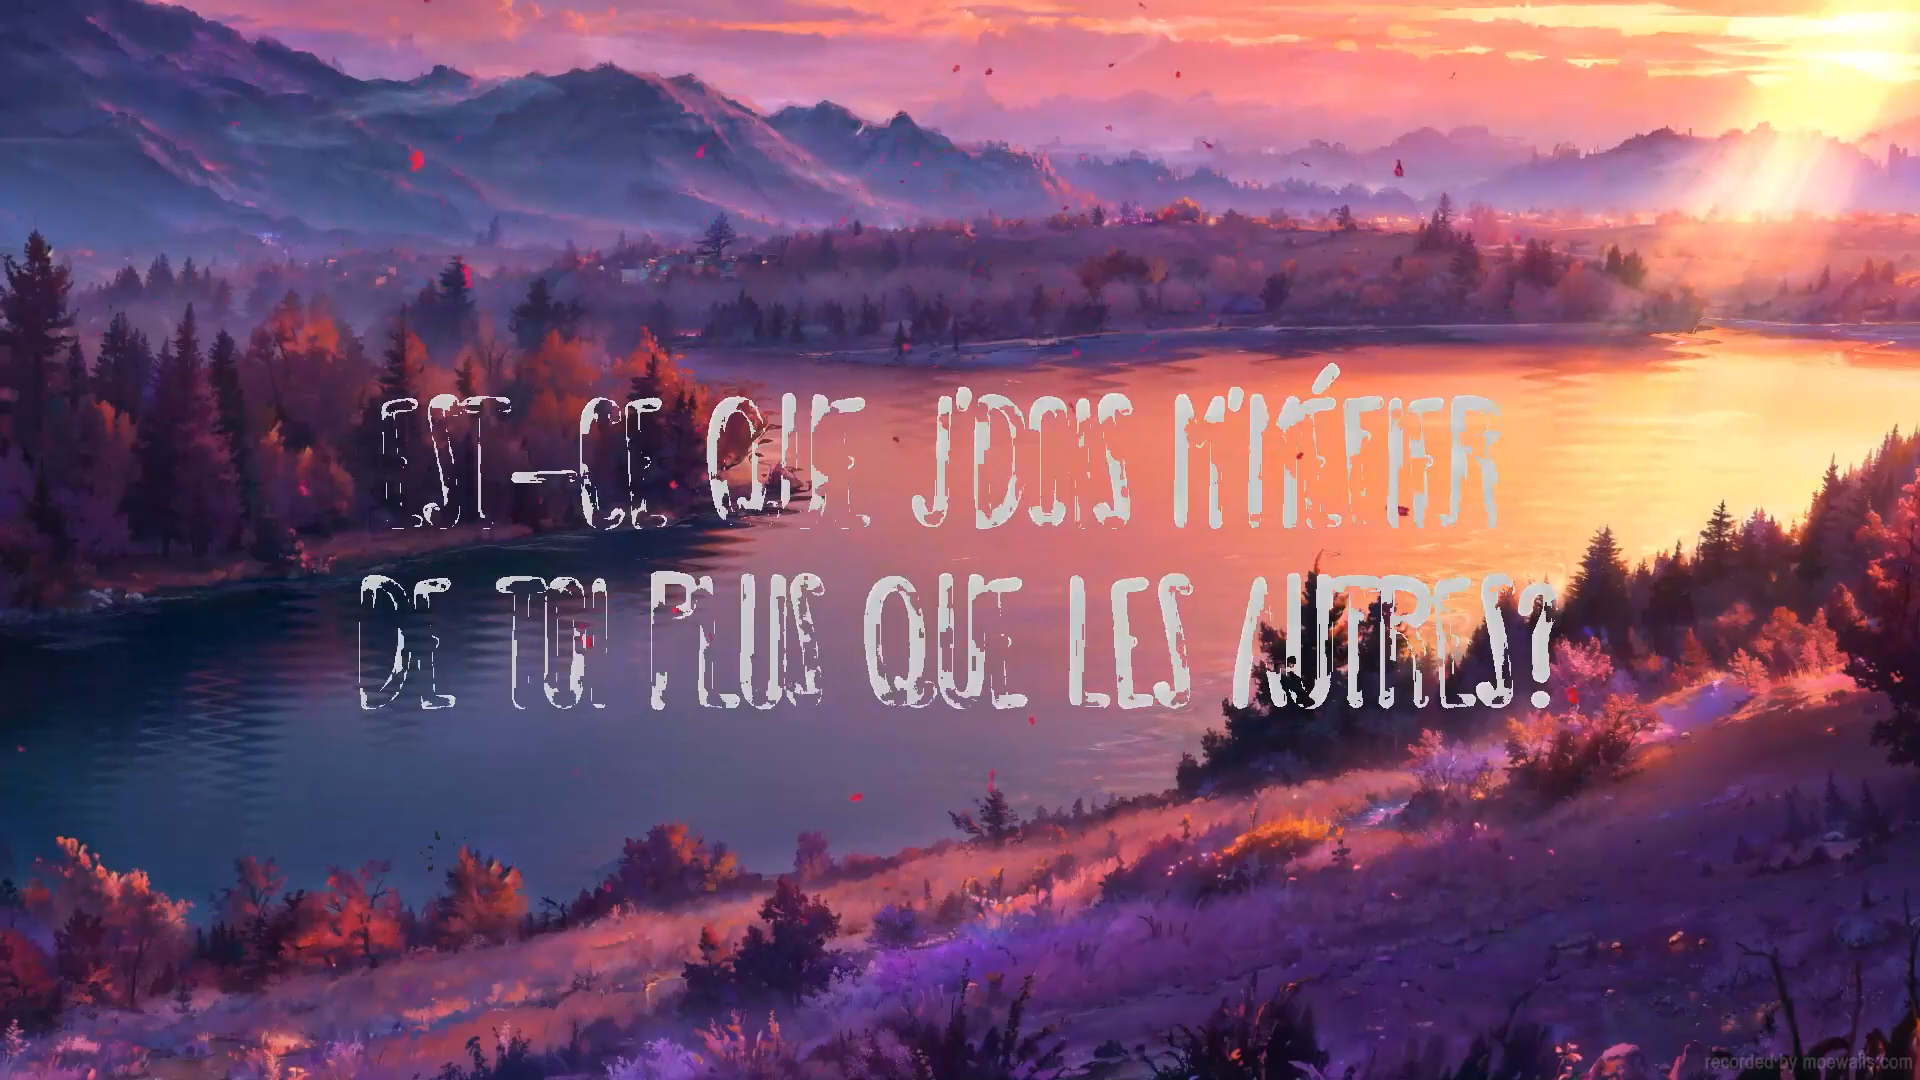 EST-CE QUE J'DOIS M'MÉFIER
DE TOI PLUS QUE LES AUTRES?
recorded by moewalls.com